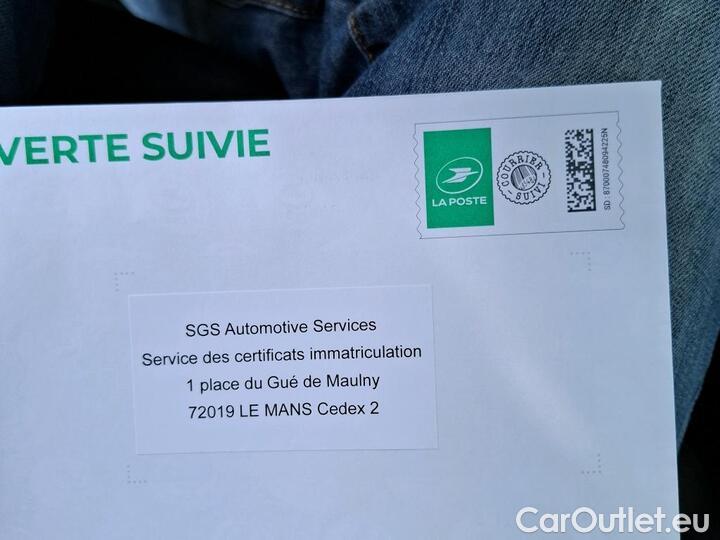 VERTE SUIVIE
LA POSTE
COURRIER
SUIVI
SD : 87000748094225N
SGS Automotive Services
Service des certificats immatriculation
1 place du Gué de Maulny
72019 LE MANS Cedex 2
CarOutlet.eu